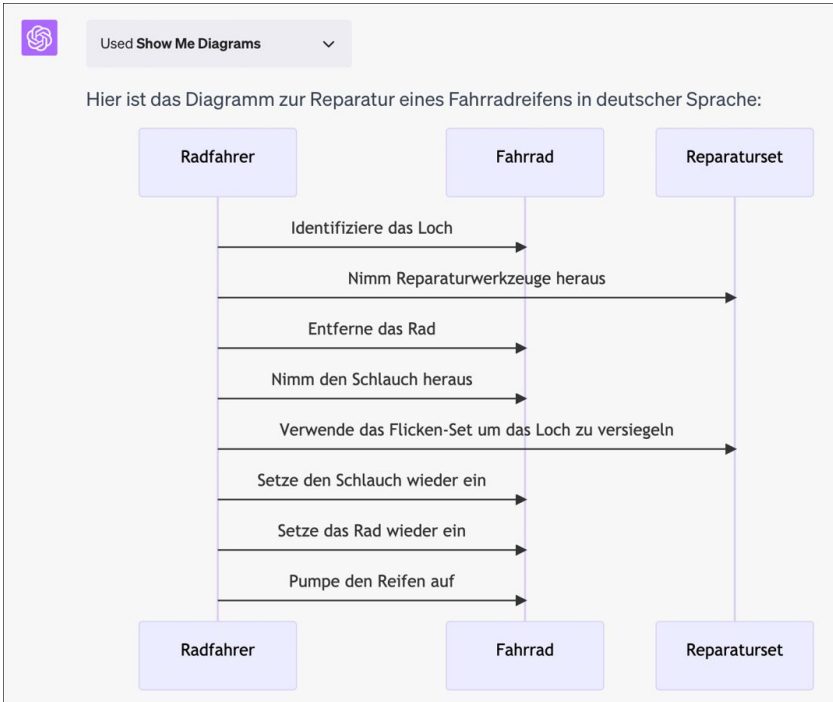 Used Show Me Diagrams
Hier ist das Diagramm zur Reparatur eines Fahrradreifens in deutscher Sprache:
Radfahrer
Fahrrad
Reparaturset
Identifiziere das Loch
Nimm Reparaturwerkzeuge heraus
Entferne das Rad
Nimm den Schlauch heraus
Verwende das Flicken-Set um das Loch zu versiegeln
Setze den Schlauch wieder ein
Setze das Rad wieder ein
Pumpe den Reifen auf
Radfahrer
Fahrrad
Reparaturset